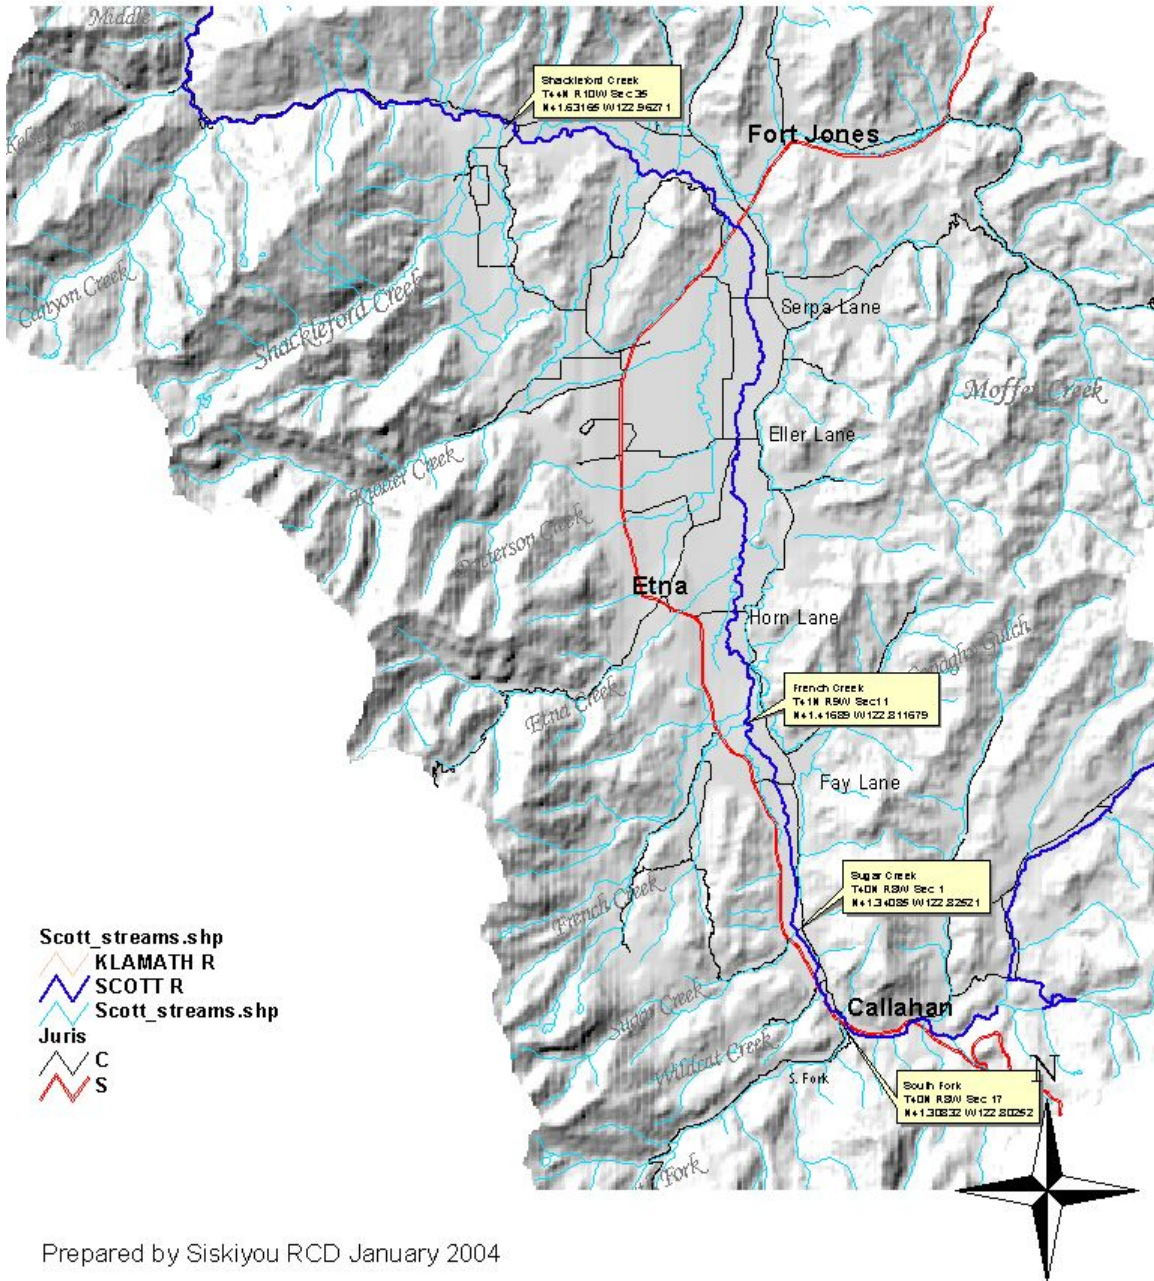 Middle
Shackleford Creek
T44N R10W Sec 35
N41.63165 W122.96271
Fort Jones
Canyon Creek
Shackleford Creek
Serpa Lane
Moffet Creek
Eller Lane
Kidder Creek
Patterson Creek
Etna
Horn Lane
Gulch
French Creek
T41N R9W Sec11
N41.41689 W122.811679
Etna Creek
Fay Lane
Sugar Creek
T40N R8W Sec 1
N41.34085 W122.82521
French Creek
Scott_streams.shp
KLAMATH R
SCOTT R
Scott_streams.shp
Juris
C
S
Sugar Creek
Callahan
Wildcat Creek
S. Fork
N
South Fork
T40N R8W Sec 17
N41.30832 W122.80252
Fork
Prepared by Siskiyou RCD January 2004